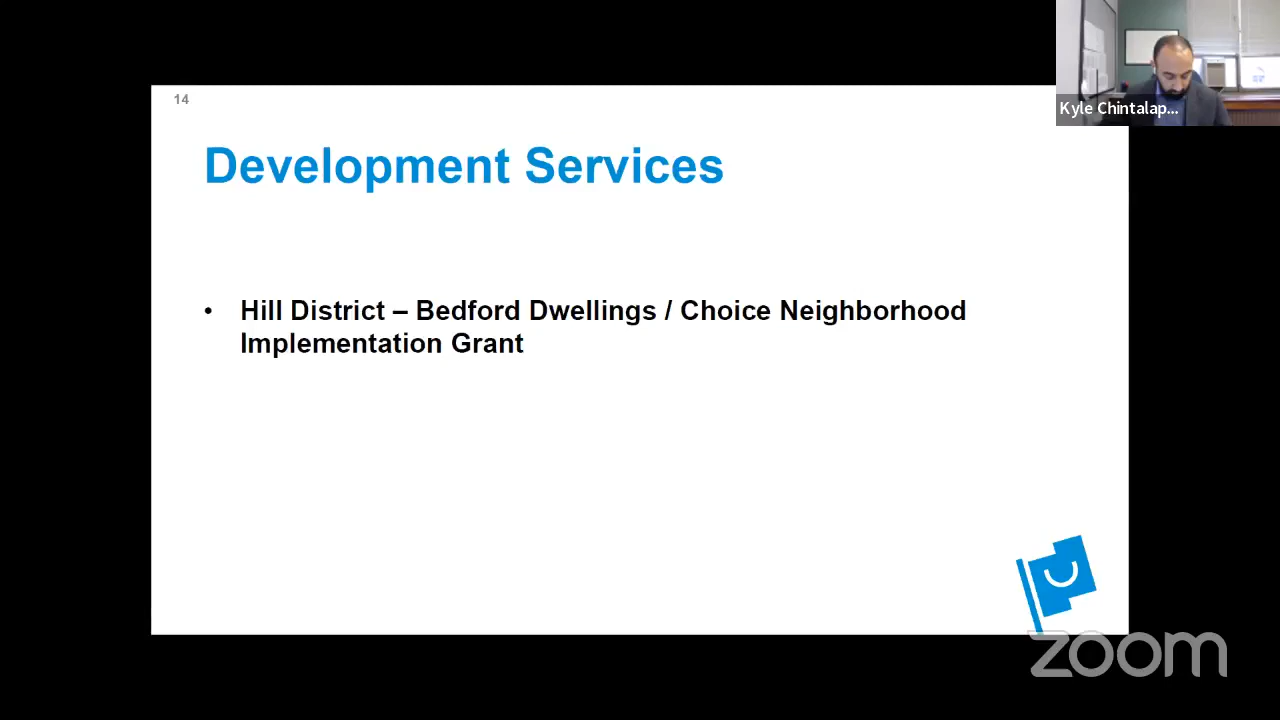 14
Kyle Chintalap...
Development Services
• Hill District – Bedford Dwellings / Choice Neighborhood
Implementation Grant
zoom